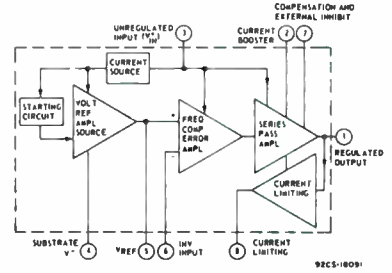 COMPENSATION AND
EXTERNAL INHIBIT
UNREGULATED
INPUT (V+IN)
CURRENT
BOOSTER
3
2
7
CURRENT
SOURCE
STARTING
CIRCUIT
VOLT
REF
AMPL
SOURCE
FREQ
COMP
ERROR
AMPL
SERIES
PASS
AMPL
1
REGULATED
OUTPUT
CURRENT
LIMITING
SUBSTRATE
V-
4
VREF
5
6
INV
INPUT
8
CURRENT
LIMITING
92CS-18091